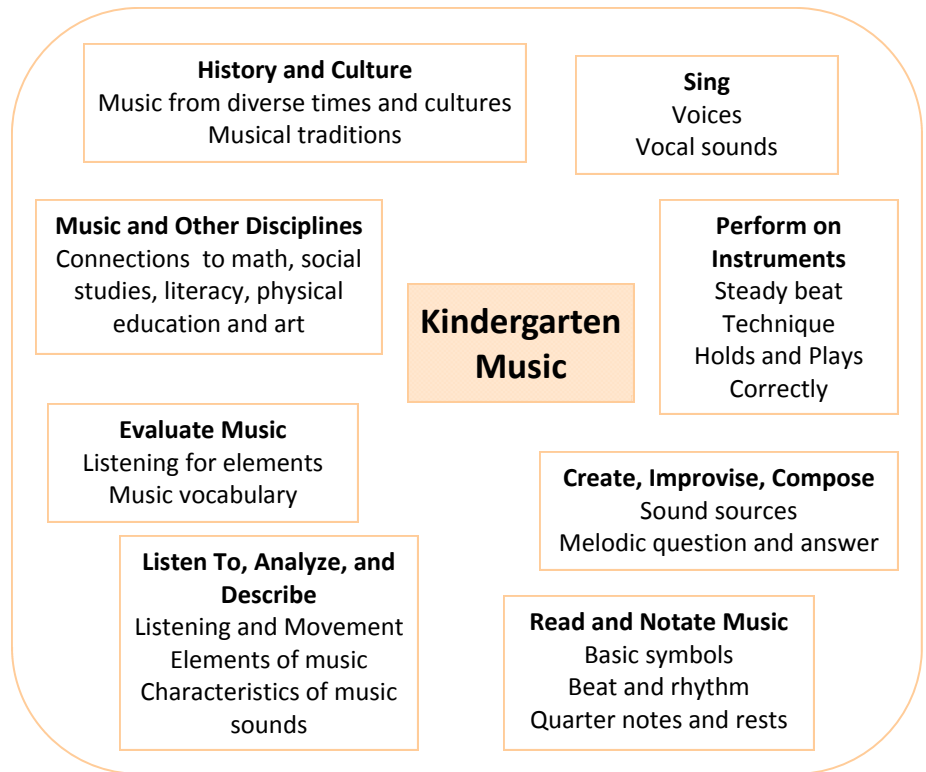 History and Culture
Music from diverse times and cultures
Musical traditions
Sing
Voices
Vocal sounds
Music and Other Disciplines
Connections to math, social
studies, literacy, physical
education and art
Perform on
Instruments
Steady beat
Technique
Holds and Plays
Correctly
Kindergarten
Music
Evaluate Music
Listening for elements
Music vocabulary
Create, Improvise, Compose
Sound sources
Melodic question and answer
Listen To, Analyze, and
Describe
Listening and Movement
Elements of music
Characteristics of music
sounds
Read and Notate Music
Basic symbols
Beat and rhythm
Quarter notes and rests